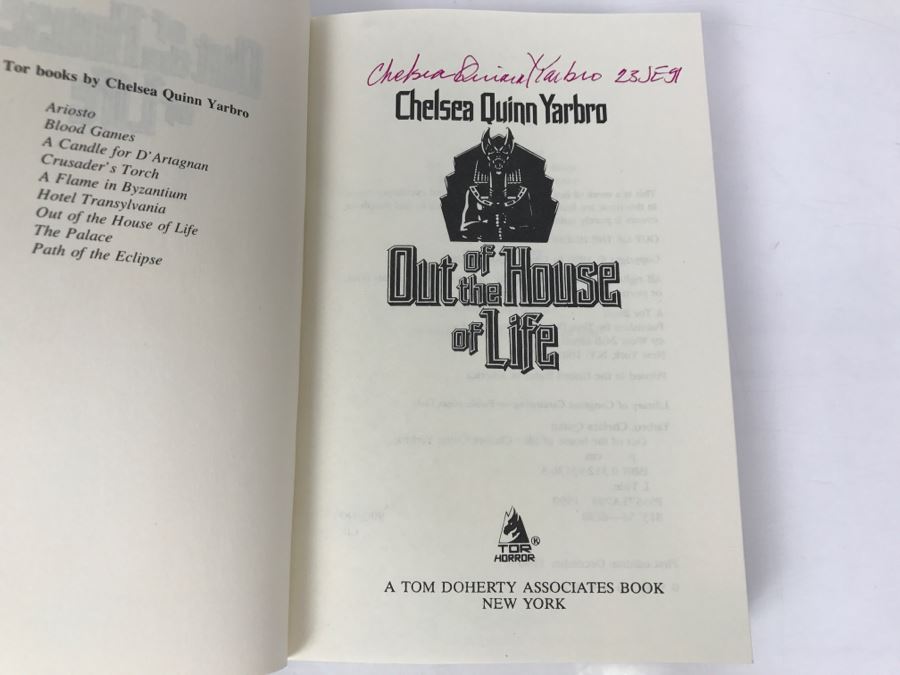 Tor books by Chelsea Quinn Yarbro
Ariosto
Blood Games
A Candle for D'Artagnan
Crusader's Torch
A Flame in Byzantium
Hotel Transylvania
Out of the House of Life
The Palace
Path of the Eclipse
Chelsea Quinn Yarbro 23JE91
Chelsea Quinn Yarbro
Out of the House
of Life
TOR ®
HORROR
A TOM DOHERTY ASSOCIATES BOOK
NEW YORK